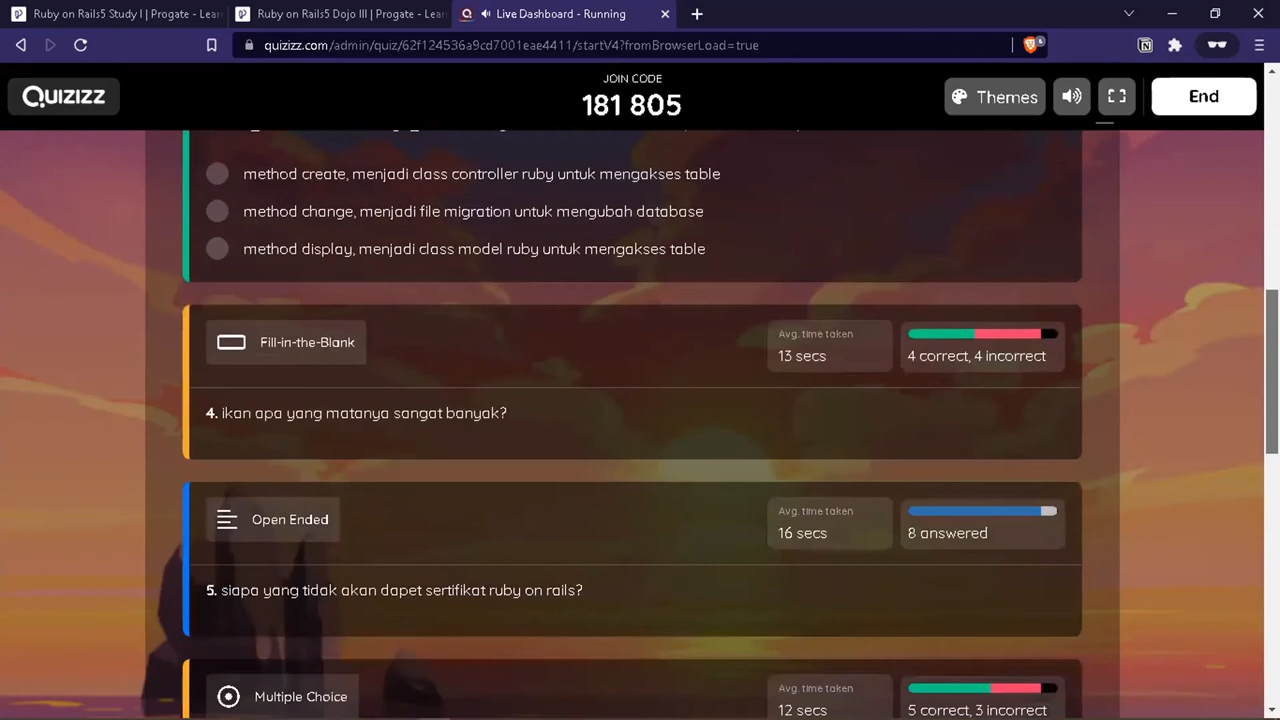 Ruby on Rails5 Study I | Progate - Lear
Ruby on Rails5 Dojo III | Progate - Lear
Live Dashboard - Running
quizizz.com/admin/quiz/62f124536a9cd7001eae4411/startV4?fromBrowserLoad=true
6
Quizizz
JOIN CODE
181 805
Themes
End
method create, menjadi class controller ruby untuk mengakses table
method change, menjadi file migration untuk mengubah database
method display, menjadi class model ruby untuk mengakses table
Fill-in-the-Blank
Avg. time taken
13 secs
4 correct, 4 incorrect
4. ikan apa yang matanya sangat banyak?
Open Ended
Avg. time taken
16 secs
8 answered
5. siapa yang tidak akan dapet sertifikat ruby on rails?
Multiple Choice
Avg. time taken
12 secs
5 correct, 3 incorrect